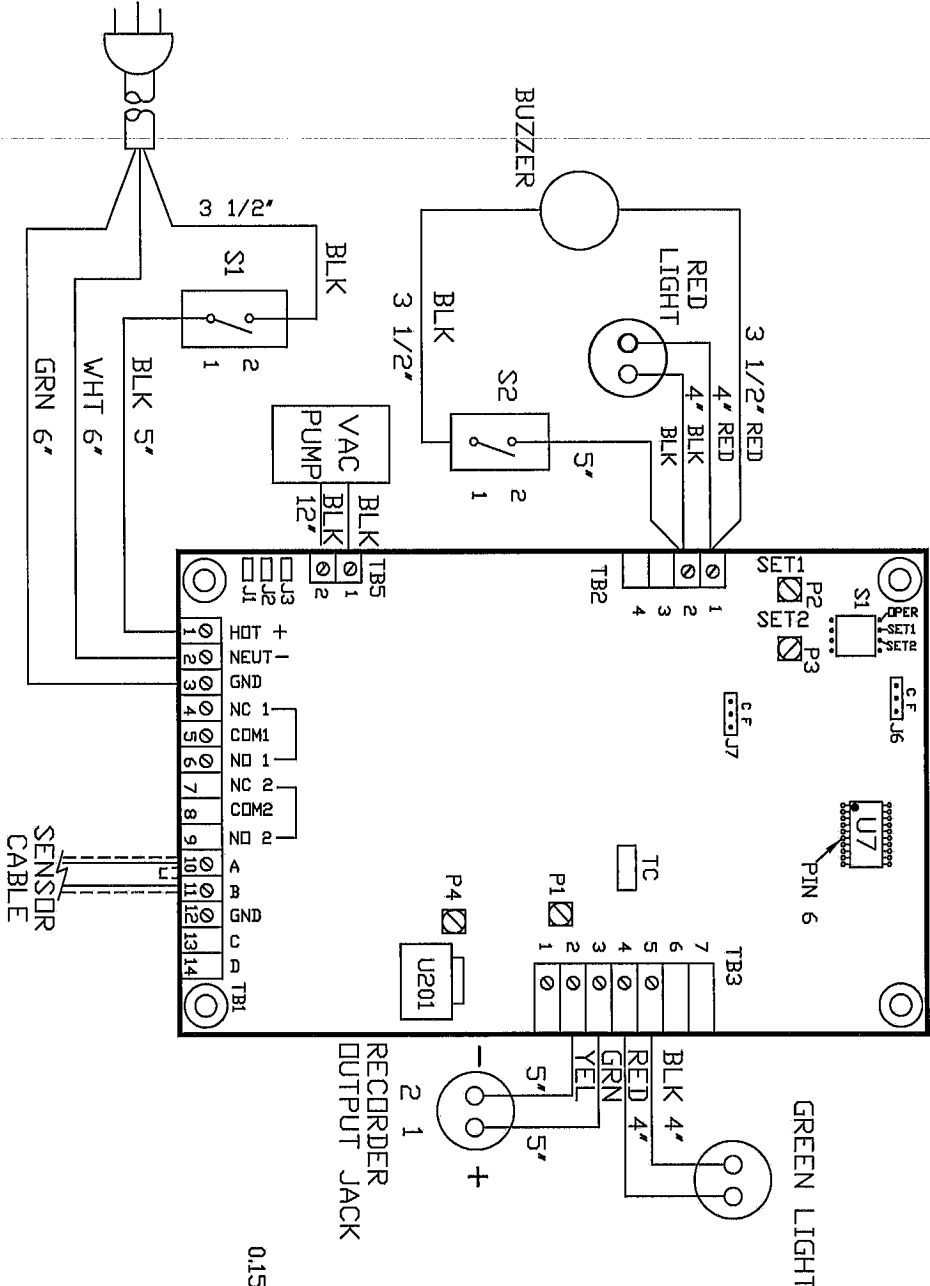 BUZZER
3 1/2"
BLK
S1
2
1
BLK 5"
WHT 6"
GRN 6"
RED
LIGHT
3 1/2" RED
4" RED
4" BLK
BLK
BLK
3 1/2"
S2
2
1
5"
VAC
PUMP
BLK
BLK
12"
TB5
1
2
J3
J2
J1
TB2
1
2
3
4
SET1
P2
SET2
P3
S1
OPER
SET1
SET2
C F
J6
C F
J7
U7
PIN 6
TC
P1
P4
U201
TB3
7
6
5
4
3
2
1
1 HOT +
2 NEUT-
3 GND
4 NC 1
5 COM1
6 NO 1
7 NC 2
8 COM2
9 NO 2
10 A
11 B
12 GND
13 C
14 D
TB1
SENSOR
CABLE
BLK 4"
RED 4"
GRN
YEL
5"
5"
-
+
2 1
RECORDER
OUTPUT JACK
GREEN LIGHT
0.15